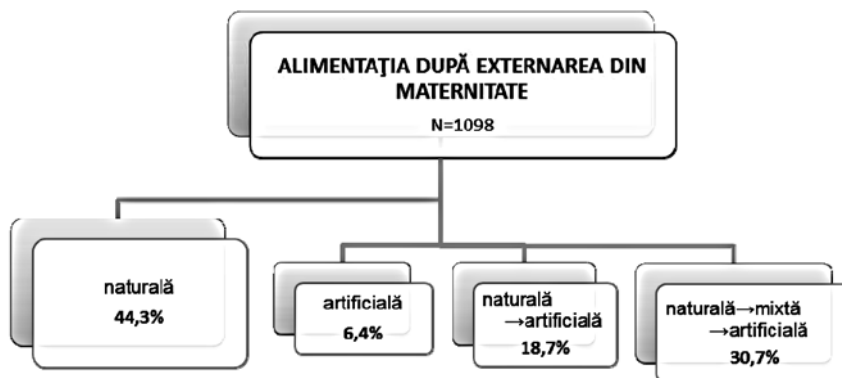 ALIMENTAŢIA DUPĂ EXTERNAREA DIN
MATERNITATE
N=1098
naturală
44,3%
artificială
6,4%
naturală
→artificială
18,7%
naturală→mixtă
→artificială
30,7%